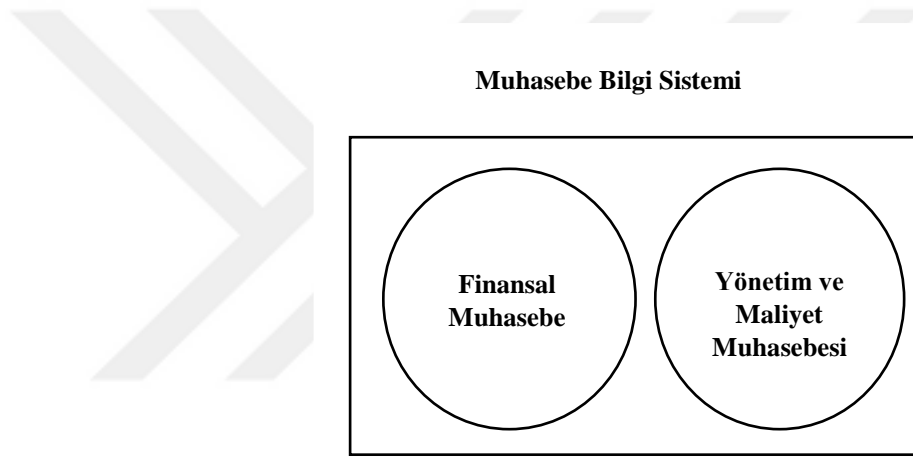 Muhasebe Bilgi Sistemi
Finansal
Muhasebe
Yönetim ve
Maliyet
Muhasebesi